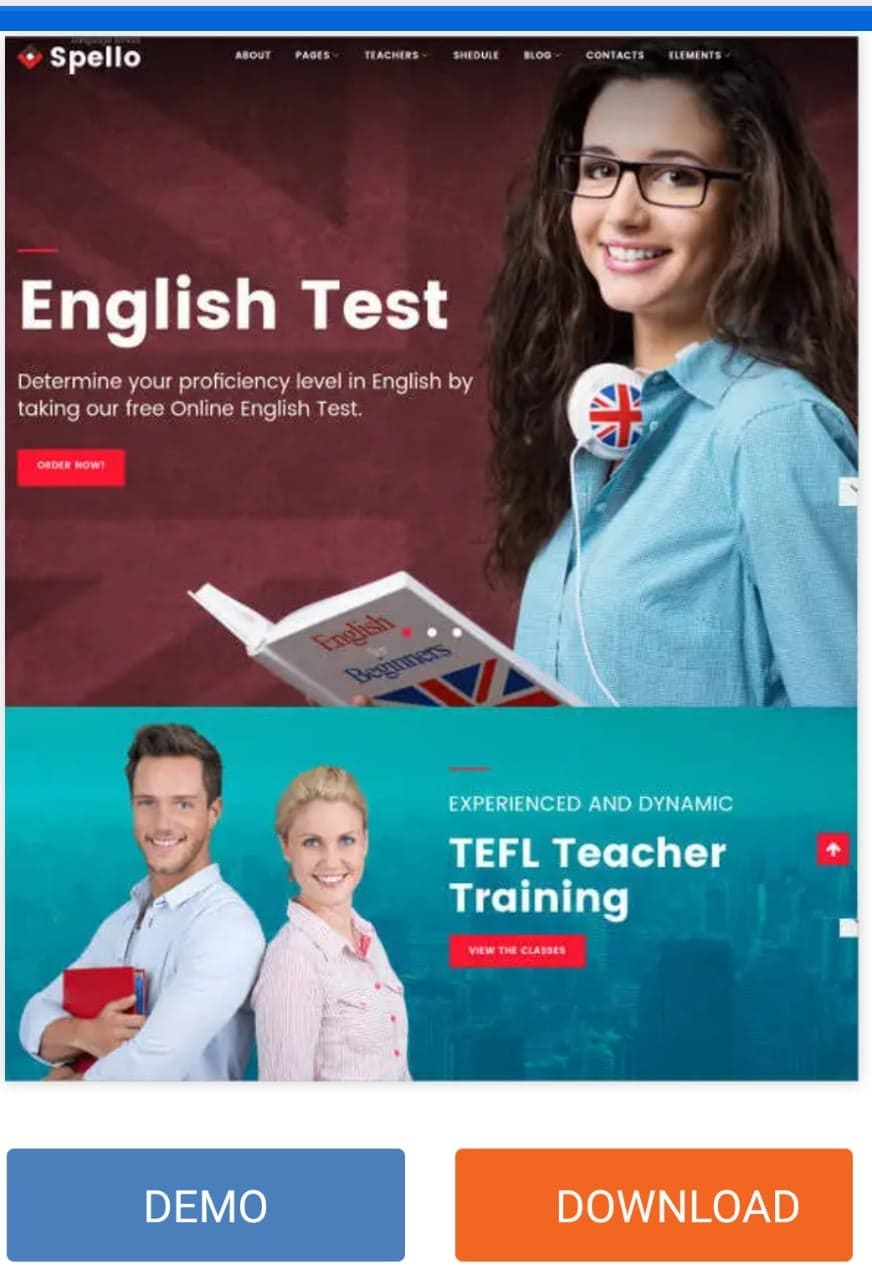 Spello
ABOUT PAGES TEACHERS SHEDULE BLOG CONTACTS ELEMENTS
English Test
Determine your proficiency level in English by
taking our free Online English Test.
ORDER NOW!
English
for
Beginners
EXPERIENCED AND DYNAMIC
TEFL Teacher
Training
VIEW THE CLASSES
DEMO DOWNLOAD